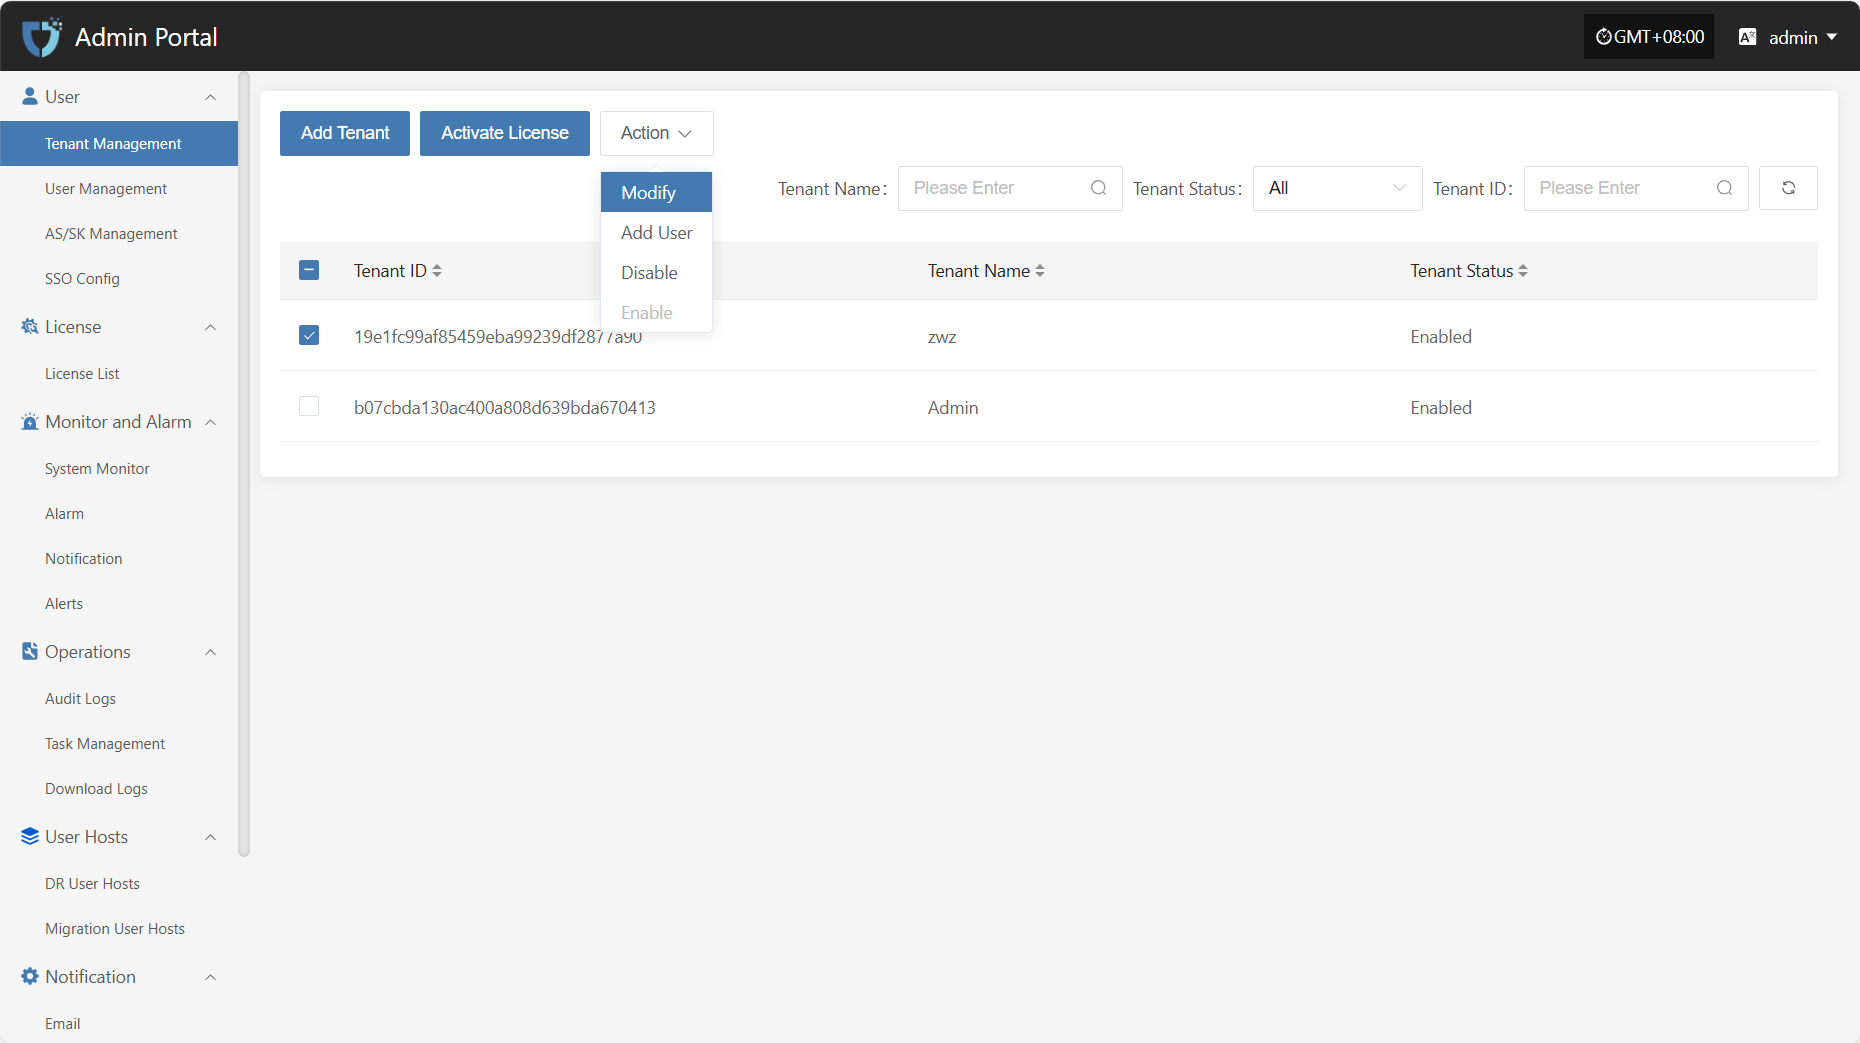 Admin Portal
GMT+08:00
admin
User
Tenant Management
User Management
AS/SK Management
SSO Config
License
License List
Monitor and Alarm
System Monitor
Alarm
Notification
Alerts
Operations
Audit Logs
Task Management
Download Logs
User Hosts
DR User Hosts
Migration User Hosts
Notification
Email
Add Tenant
Activate License
Action
Modify
Add User
Disable
Enable
Tenant Name: Please Enter
Tenant Status: All
Tenant ID: Please Enter
Tenant ID Tenant Name Tenant Status
19e1fc99af85459eba99239df2877a90 zwz Enabled
b07cbda130ac400a808d639bda670413 Admin Enabled